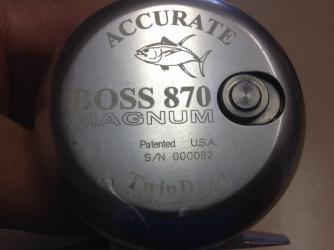 ACCURATE
BOSS 870
MAGNUM
Patented U.S.A.
S/N 000092
TwinDrag